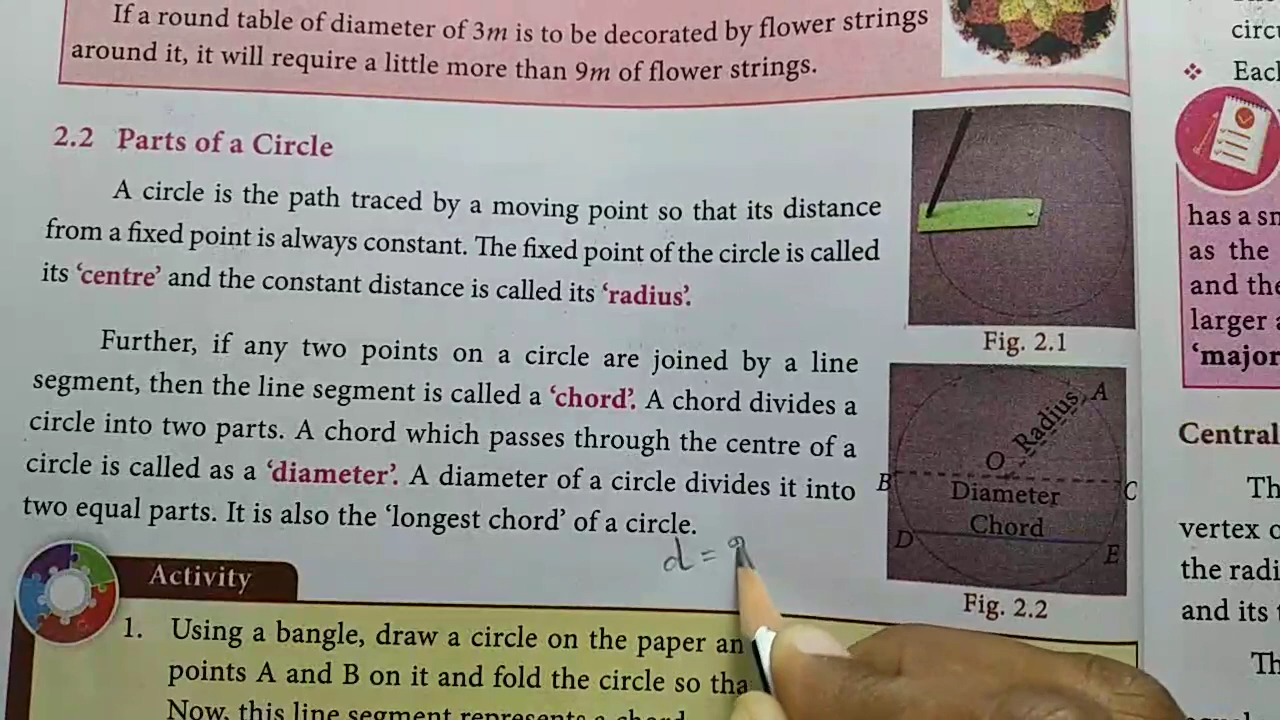 If a round table of diameter of 3m is to be decorated by flower strings
around it, it will require a little more than 9m of flower strings.
2.2 Parts of a Circle
A circle is the path traced by a moving point so that its distance
from a fixed point is always constant. The fixed point of the circle is called
its ‘centre’ and the constant distance is called its ‘radius’.
Fig. 2.1
Further, if any two points on a circle are joined by a line
segment, then the line segment is called a ‘chord’. A chord divides a
circle into two parts. A chord which passes through the centre of a
circle is called as a ‘diameter’. A diameter of a circle divides it into
two equal parts. It is also the ‘longest chord’ of a circle.
d =
A
Radius
O
B
C
Diameter
Chord
D
E
Fig. 2.2
Activity
1. Using a bangle, draw a circle on the paper an
points A and B on it and fold the circle so tha
Now, this line segment represents a chord
❖ Each
has a
as the
and the
larger
‘major
Central
Th
vertex
the radi
and its
Th